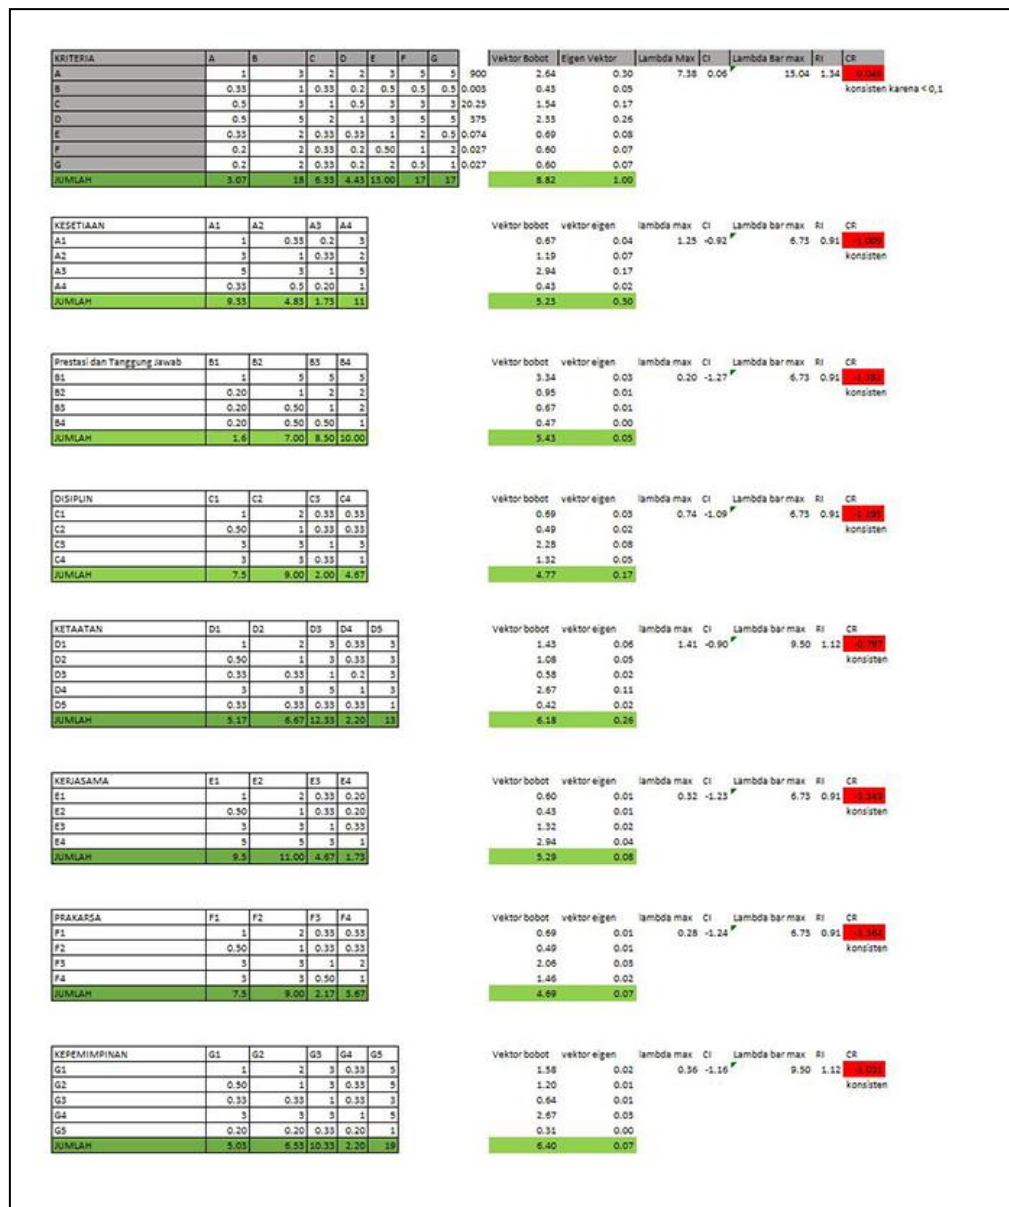 KRITERIA A B C D E F G Vektor Bobot Eigen Vektor Lambda Max CI Lambda Bar max RI CR
A 1 3 2 2 3 5 5 900 2.64 0.30 7.38 0.06 15.04 1.34 0.046
B 0.33 1 0.33 0.2 0.5 0.5 0.5 0.003 0.43 0.05 konsisten karena < 0,1
C 0.5 3 1 0.5 3 3 3 20.25 1.54 0.17
D 0.5 5 2 1 3 5 5 375 2.33 0.26
E 0.33 2 0.33 0.33 1 2 0.5 0.074 0.69 0.08
F 0.2 2 0.33 0.2 0.50 1 2 0.027 0.60 0.07
G 0.2 2 0.33 0.2 2 0.5 1 0.027 0.60 0.07
JUMLAH 3.07 18 6.33 4.43 13.00 17 17 8.82 1.00
KESETIAAN A1 A2 A3 A4 Vektor bobot vektor eigen lambda max CI Lambda bar max RI CR
A1 1 0.33 0.2 3 0.67 0.04 1.25 -0.92 6.73 0.91
A2 3 1 0.33 2 1.19 0.07 konsisten
A3 5 3 1 5 2.94 0.17
A4 0.33 0.5 0.20 1 0.43 0.02
JUMLAH 9.33 4.83 1.73 11 5.23 0.30
Prestasi dan Tanggung Jawab B1 B2 B3 B4 Vektor bobot vektor eigen lambda max CI Lambda bar max RI CR
B1 1 5 5 5 3.34 0.03 0.20 -1.27 6.73 0.91
B2 0.20 1 2 2 0.95 0.01 konsisten
B3 0.20 0.50 1 2 0.67 0.01
B4 0.20 0.50 0.50 1 0.47 0.00
JUMLAH 1.6 7.00 8.50 10.00 5.43 0.05
DISIPLIN C1 C2 C3 C4 Vektor bobot vektor eigen lambda max CI Lambda bar max RI CR
C1 1 2 0.33 0.33 0.69 0.03 0.74 -1.09 6.73 0.91
C2 0.50 1 0.33 0.33 0.49 0.02 konsisten
C3 3 3 1 3 2.28 0.08
C4 3 3 0.33 1 1.32 0.05
JUMLAH 7.5 9.00 2.00 4.67 4.77 0.17
KETAATAN D1 D2 D3 D4 D5 Vektor bobot vektor eigen lambda max CI Lambda bar max RI CR
D1 1 2 3 0.33 3 1.43 0.06 1.41 -0.90 9.50 1.12 -0.797
D2 0.50 1 3 0.33 3 1.08 0.05 konsisten
D3 0.33 0.33 1 0.2 3 0.58 0.02
D4 3 3 5 1 3 2.67 0.11
D5 0.33 0.33 0.33 0.33 1 0.42 0.02
JUMLAH 5.17 6.67 12.33 2.20 13 6.18 0.26
KERJASAMA E1 E2 E3 E4 Vektor bobot vektor eigen lambda max CI Lambda bar max RI CR
E1 1 2 0.33 0.20 0.60 0.01 0.32 -1.23 6.73 0.91
E2 0.50 1 0.33 0.20 0.43 0.01 konsisten
E3 3 3 1 0.33 1.32 0.02
E4 5 5 3 1 2.94 0.04
JUMLAH 9.5 11.00 4.67 1.73 5.29 0.08
PRAKARSA F1 F2 F3 F4 Vektor bobot vektor eigen lambda max CI Lambda bar max RI CR
F1 1 2 0.33 0.33 0.69 0.01 0.28 -1.24 6.73 0.91
F2 0.50 1 0.33 0.33 0.49 0.01 konsisten
F3 3 3 1 2 2.06 0.03
F4 3 3 0.50 1 1.46 0.02
JUMLAH 7.5 9.00 2.17 3.67 4.69 0.07
KEPEMIMPINAN G1 G2 G3 G4 G5 Vektor bobot vektor eigen lambda max CI Lambda bar max RI CR
G1 1 2 3 0.33 5 1.58 0.02 0.36 -1.16 9.50 1.12
G2 0.50 1 3 0.33 5 1.20 0.01 konsisten
G3 0.33 0.33 1 0.33 3 0.64 0.01
G4 3 3 3 1 5 2.67 0.03
G5 0.20 0.20 0.33 0.20 1 0.31 0.00
JUMLAH 5.03 6.53 10.33 2.20 19 6.40 0.07